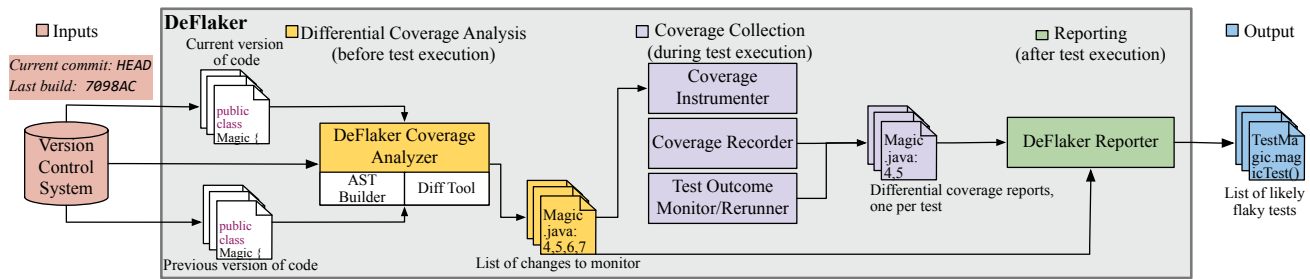 DeFlaker
Inputs
Differential Coverage Analysis
(before test execution)
Coverage Collection
(during test execution)
Reporting
(after test execution)
Output
Current commit: HEAD
Last build: 7098AC
Current version
of code
public
class
Magic {
Version
Control
System
DeFlaker Coverage
Analyzer
AST
Builder
Diff Tool
public
class
Magic {
Previous version of code
Magic
.java:
4,5,6,7
List of changes to monitor
Coverage
Instrumenter
Coverage Recorder
Test Outcome
Monitor/Rerunner
Magic
.java:
4,5
Differential coverage reports,
one per test
DeFlaker Reporter
TestMa
gic.mag
icTest()
List of likely
flaky tests